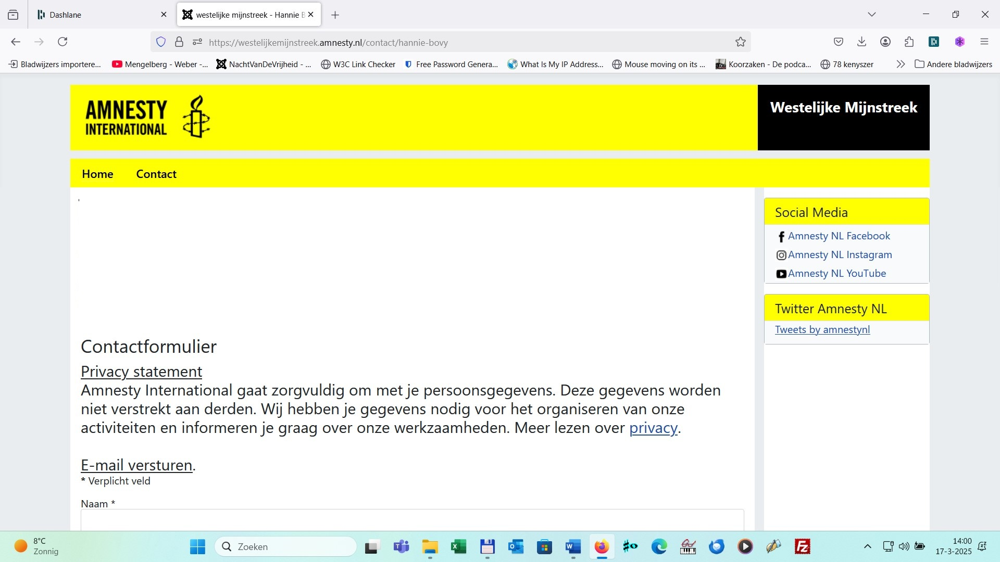 Dashlane
westelijke mijnstreek - Hannie B
https://westelijkemijnstreek.amnesty.nl/contact/hannie-bovy
Bladwijzers importere...
Mengelberg - Weber -...
NachtVanDeVrijheid - ...
W3C Link Checker
Free Password Genera...
What Is My IP Address...
Mouse moving on its ...
Koorzaken - De podca...
78 kenyszer
Andere bladwijzers
AMNESTY
INTERNATIONAL
Westelijke Mijnstreek
Home
Contact
Social Media
Amnesty NL Facebook
Amnesty NL Instagram
Amnesty NL YouTube
Twitter Amnesty NL
Tweets by amnestynl
Contactformulier
Privacy statement
Amnesty International gaat zorgvuldig om met je persoonsgegevens. Deze gegevens worden
niet verstrekt aan derden. Wij hebben je gegevens nodig voor het organiseren van onze
activiteiten en informeren je graag over onze werkzaamheden. Meer lezen over privacy.
E-mail versturen.
* Verplicht veld
Naam *
8°C
Zonnig
Zoeken
14:00
17-3-2025